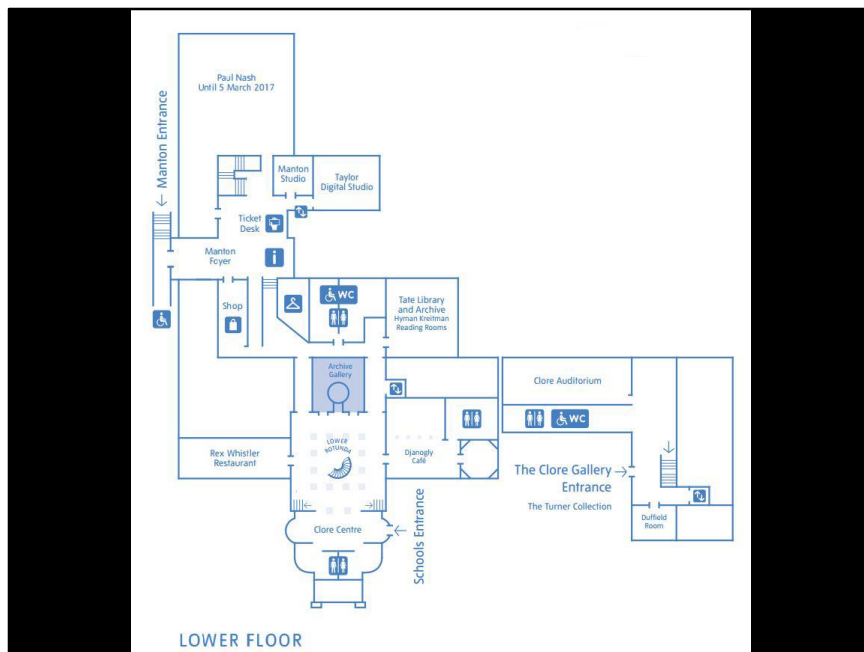 Paul Nash
Until 5 March 2017
← Manton Entrance
Manton
Studio
Taylor
Digital Studio
Ticket
Desk
Manton
Foyer
i
Shop
WC
Tate Library
and Archive
Hyman Kreitman
Reading Rooms
Archive
Gallery
Clore Auditorium
WC
LOWER
ROTUNDA
Rex Whistler
Restaurant
Djanogly
Café
The Clore Gallery →
Entrance
The Turner Collection
Duffield
Room
Clore Centre
← Schools Entrance
LOWER FLOOR